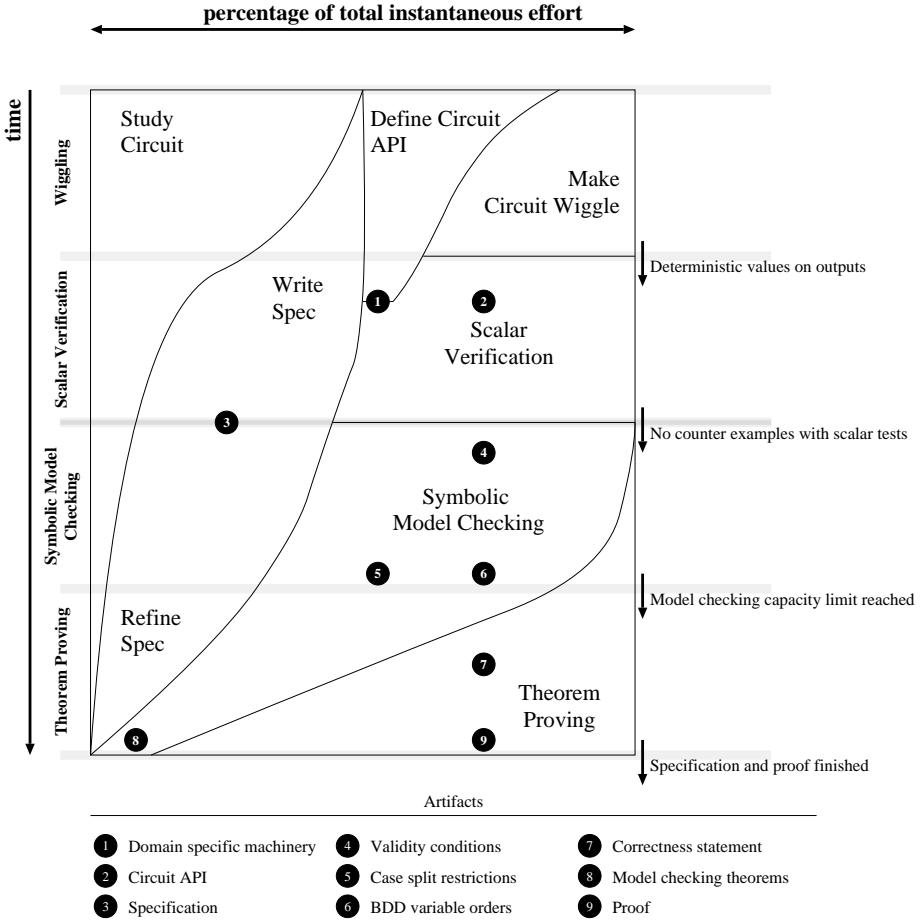 percentage of total instantaneous effort
time
Wiggling
Study
Circuit
Define Circuit
API
Make
Circuit Wiggle
Deterministic values on outputs
Scalar Verification
Write
Spec
1
2
Scalar
Verification
3
No counter examples with scalar tests
Symbolic Model
Checking
4
Symbolic
Model Checking
5
6
Model checking capacity limit reached
Theorem Proving
Refine
Spec
7
Theorem
Proving
8
9
Specification and proof finished
Artifacts
1 Domain specific machinery
4 Validity conditions
7 Correctness statement
2 Circuit API
5 Case split restrictions
8 Model checking theorems
3 Specification
6 BDD variable orders
9 Proof